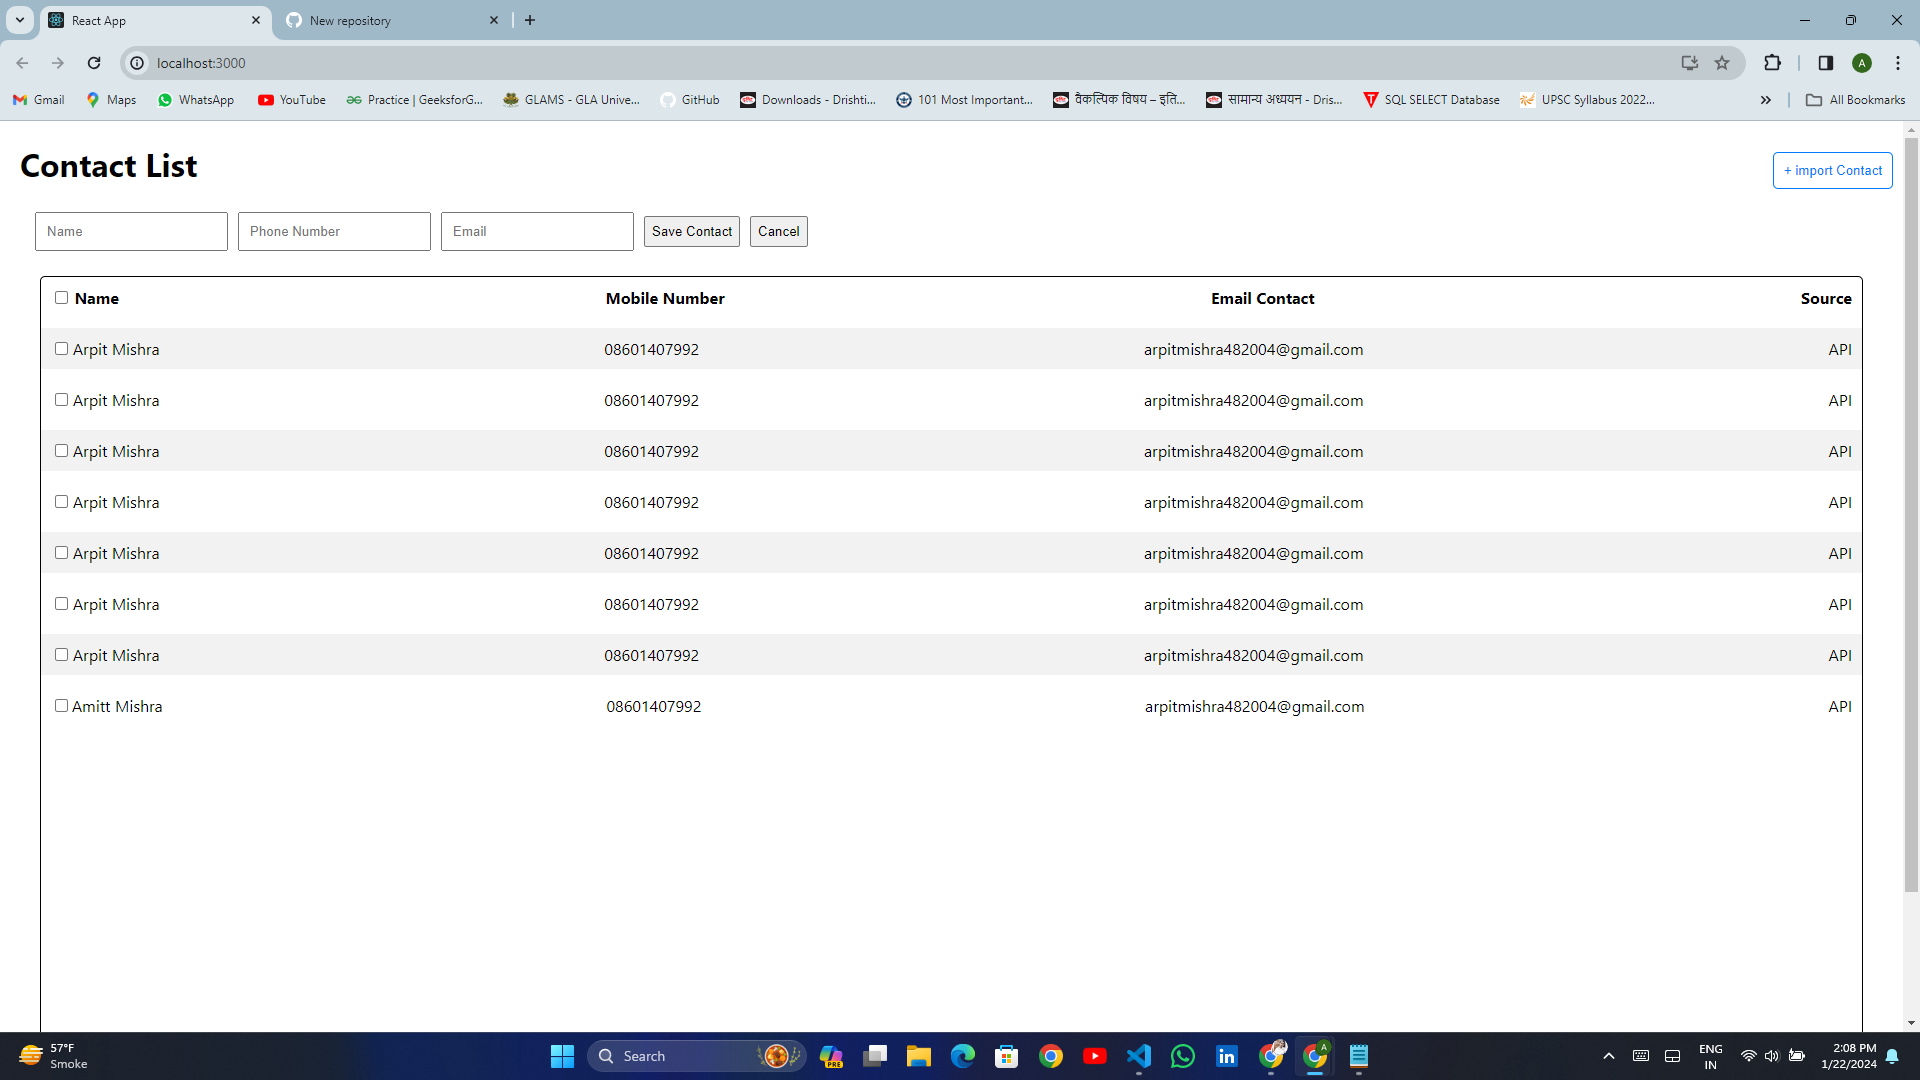 React App
New repository
localhost:3000
A
Gmail
Maps
WhatsApp
YouTube
Practice | GeeksforG...
GLAMS - GLA Unive...
GitHub
Downloads - Drishti...
101 Most Important...
वैकल्पिक विषय – इति...
सामान्य अध्ययन - Dris...
SQL SELECT Database
UPSC Syllabus 2022...
All Bookmarks
Contact List
+ import Contact
Name
Phone Number
Email
Save Contact
Cancel
Name Mobile Number Email Contact Source
Arpit Mishra 08601407992 arpitmishra482004@gmail.com API
Arpit Mishra 08601407992 arpitmishra482004@gmail.com API
Arpit Mishra 08601407992 arpitmishra482004@gmail.com API
Arpit Mishra 08601407992 arpitmishra482004@gmail.com API
Arpit Mishra 08601407992 arpitmishra482004@gmail.com API
Arpit Mishra 08601407992 arpitmishra482004@gmail.com API
Arpit Mishra 08601407992 arpitmishra482004@gmail.com API
Amitt Mishra 08601407992 arpitmishra482004@gmail.com API
57°F
Smoke
Search
PRE
ENG
IN
2:08 PM
1/22/2024